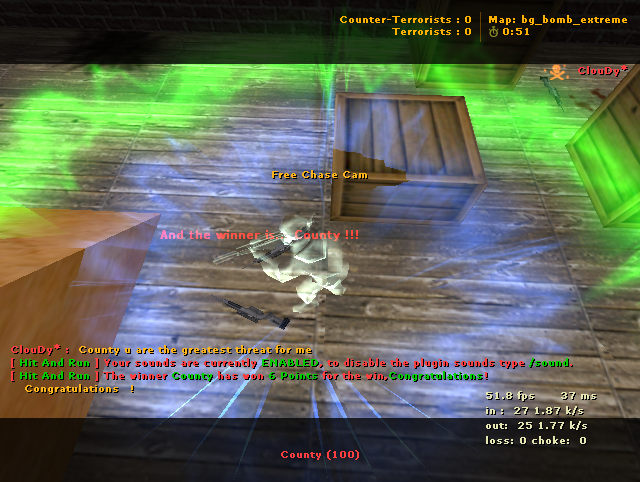 Counter-Terrorists : 0 Map: bg_bomb_extreme
Terrorists : 0 0:51
ClouDy*
Free Chase Cam
And the winner is... County !!!
ClouDy* : County u are the greatest threat for me
[ Hit And Run ] Your sounds are currently ENABLED, to disable the plugin sounds type /sound.
[ Hit And Run ] The winner County has won 6 Points for the win,Congratulations!
Congratulations !
51.8 fps 37 ms
in : 27 1.87 k/s
out: 25 1.77 k/s
loss: 0 choke: 0
County (100)